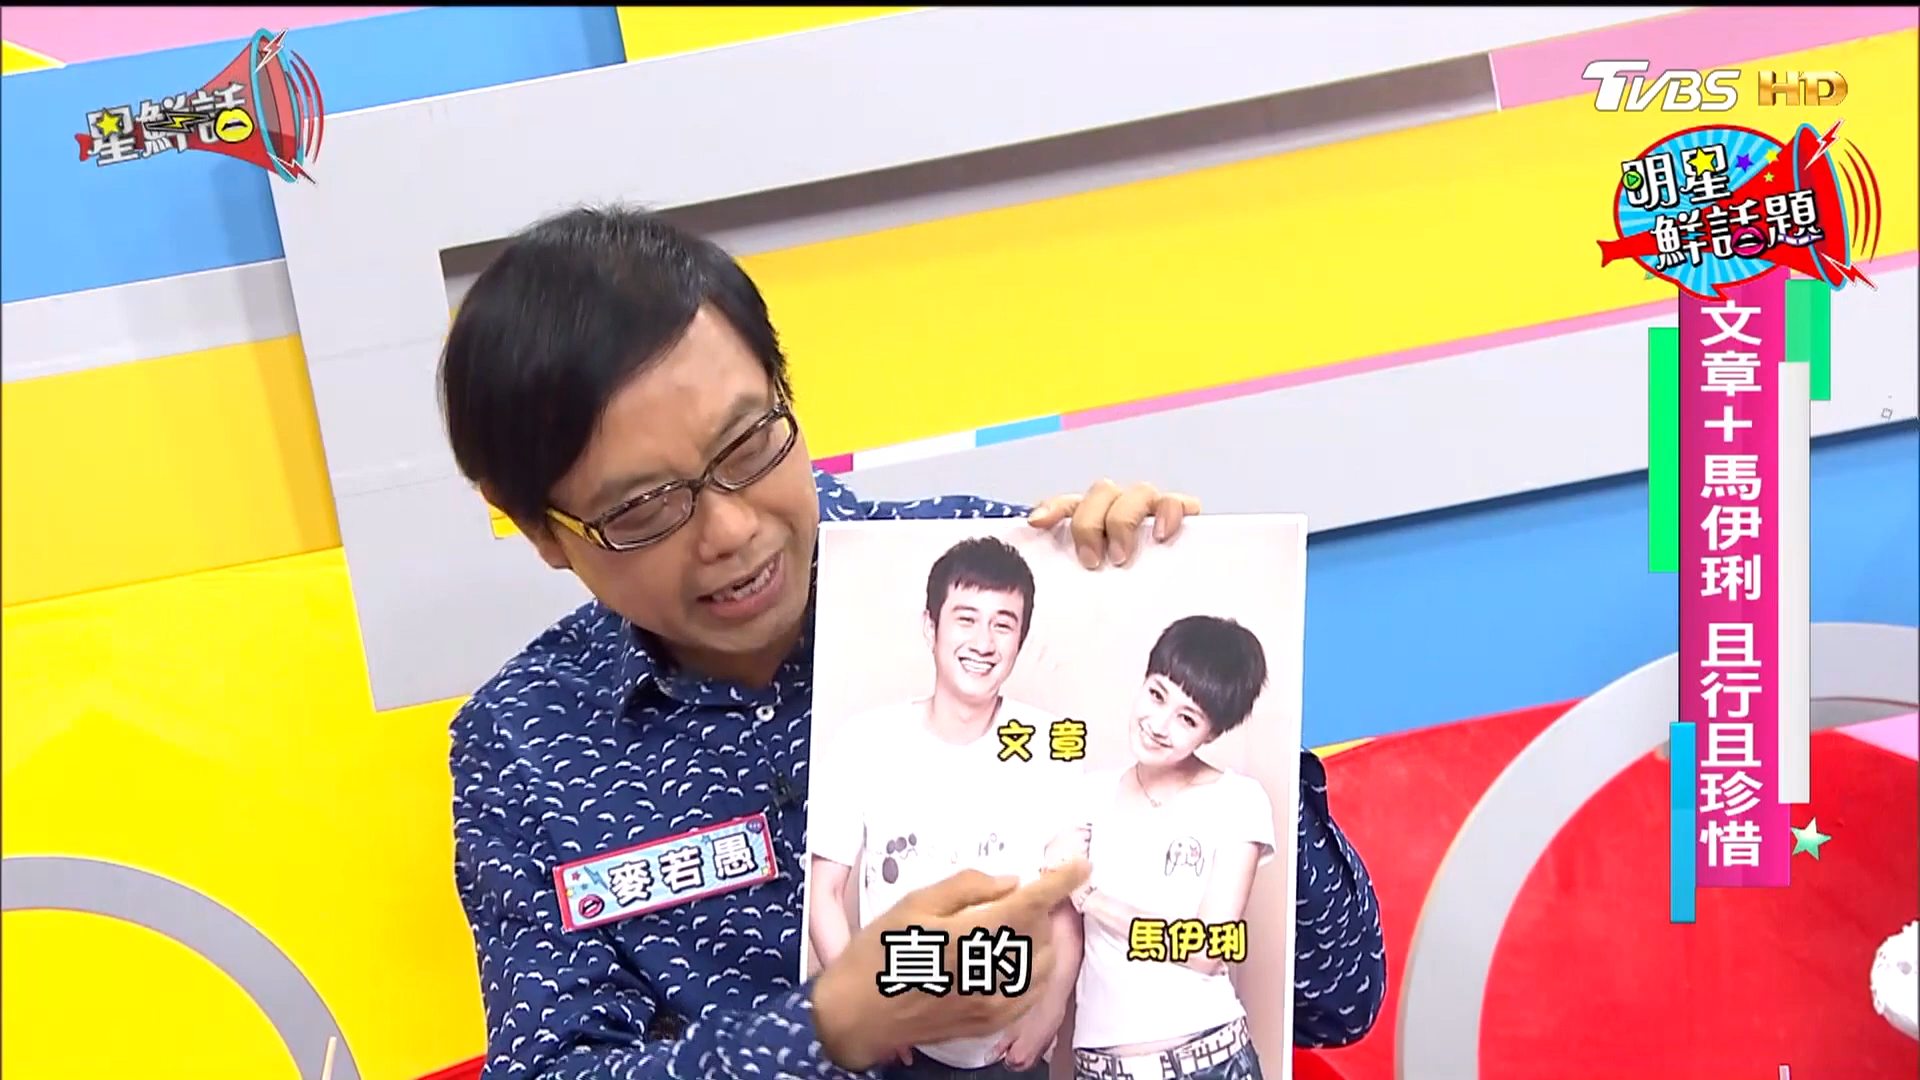 星鮮話
TVBS HD
明星
鮮話題
文章+馬伊琍 且行且珍惜
文章
麥若愚
馬伊琍
真的